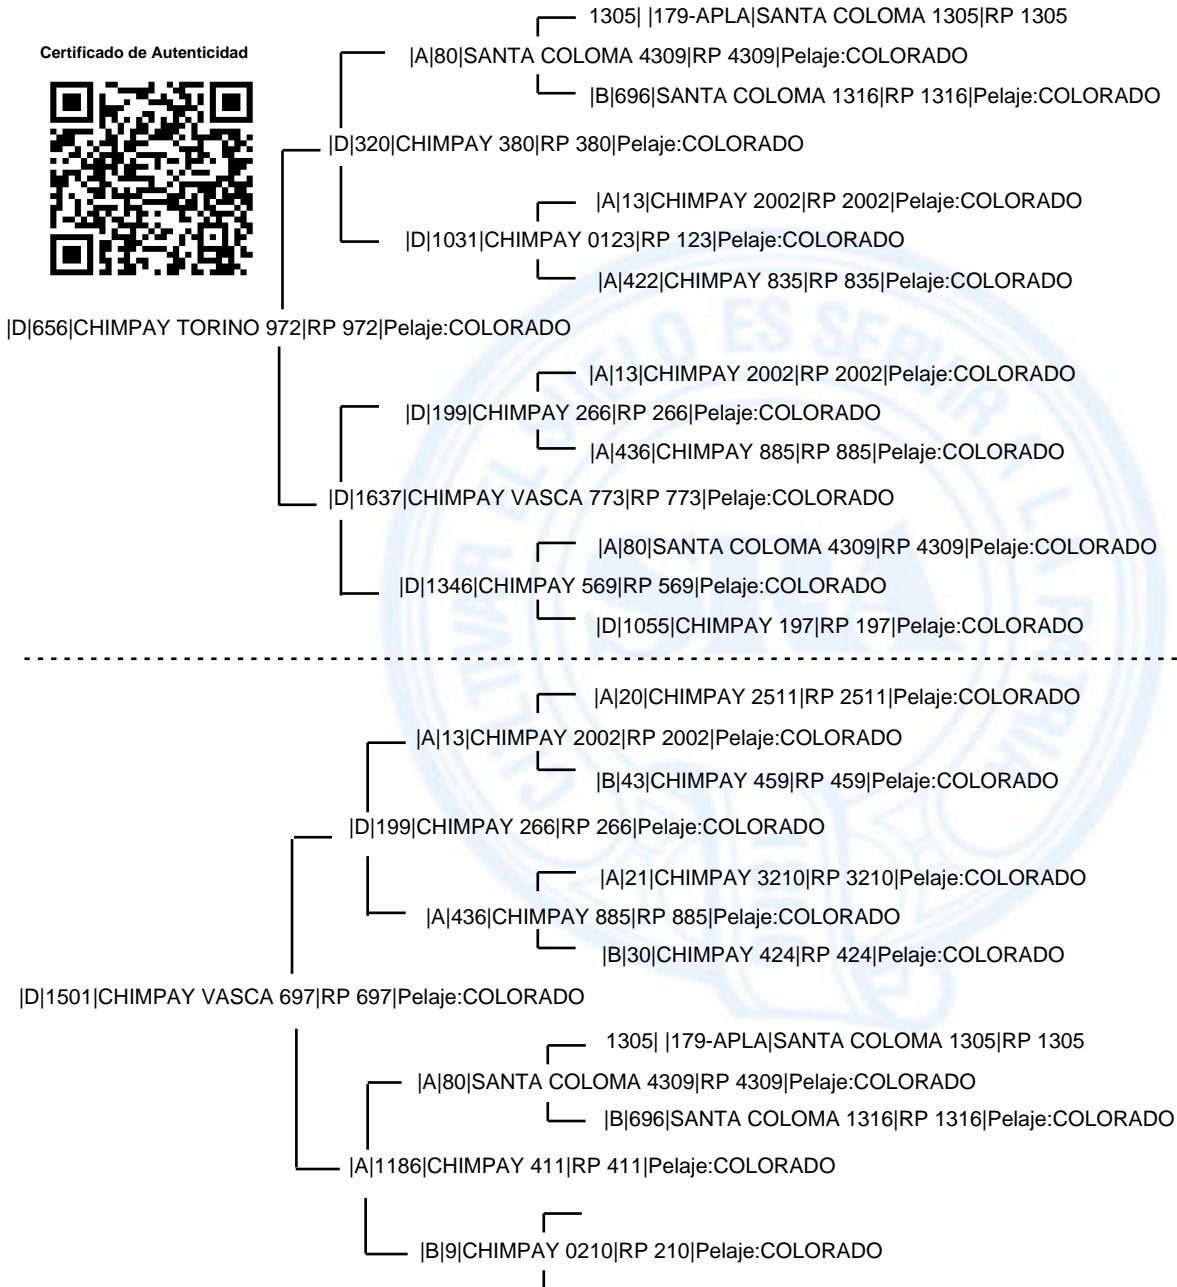 1305| |179-APLA|SANTA COLOMA 1305|RP 1305
Certificado de Autenticidad
|A|80|SANTA COLOMA 4309|RP 4309|Pelaje:COLORADO
|B|696|SANTA COLOMA 1316|RP 1316|Pelaje:COLORADO
|D|320|CHIMPAY 380|RP 380|Pelaje:COLORADO
|A|13|CHIMPAY 2002|RP 2002|Pelaje:COLORADO
|D|1031|CHIMPAY 0123|RP 123|Pelaje:COLORADO
|A|422|CHIMPAY 835|RP 835|Pelaje:COLORADO
|D|656|CHIMPAY TORINO 972|RP 972|Pelaje:COLORADO
|A|13|CHIMPAY 2002|RP 2002|Pelaje:COLORADO
|D|199|CHIMPAY 266|RP 266|Pelaje:COLORADO
|A|436|CHIMPAY 885|RP 885|Pelaje:COLORADO
|D|1637|CHIMPAY VASCA 773|RP 773|Pelaje:COLORADO
|A|80|SANTA COLOMA 4309|RP 4309|Pelaje:COLORADO
|D|1346|CHIMPAY 569|RP 569|Pelaje:COLORADO
|D|1055|CHIMPAY 197|RP 197|Pelaje:COLORADO
|A|20|CHIMPAY 2511|RP 2511|Pelaje:COLORADO
|A|13|CHIMPAY 2002|RP 2002|Pelaje:COLORADO
|B|43|CHIMPAY 459|RP 459|Pelaje:COLORADO
|D|199|CHIMPAY 266|RP 266|Pelaje:COLORADO
|A|21|CHIMPAY 3210|RP 3210|Pelaje:COLORADO
|A|436|CHIMPAY 885|RP 885|Pelaje:COLORADO
|B|30|CHIMPAY 424|RP 424|Pelaje:COLORADO
|D|1501|CHIMPAY VASCA 697|RP 697|Pelaje:COLORADO
1305| |179-APLA|SANTA COLOMA 1305|RP 1305
|A|80|SANTA COLOMA 4309|RP 4309|Pelaje:COLORADO
|B|696|SANTA COLOMA 1316|RP 1316|Pelaje:COLORADO
|A|1186|CHIMPAY 411|RP 411|Pelaje:COLORADO
|B|9|CHIMPAY 0210|RP 210|Pelaje:COLORADO
CULTIVAR EL SUELO ES SERVIR A LA PATRIA
SRA